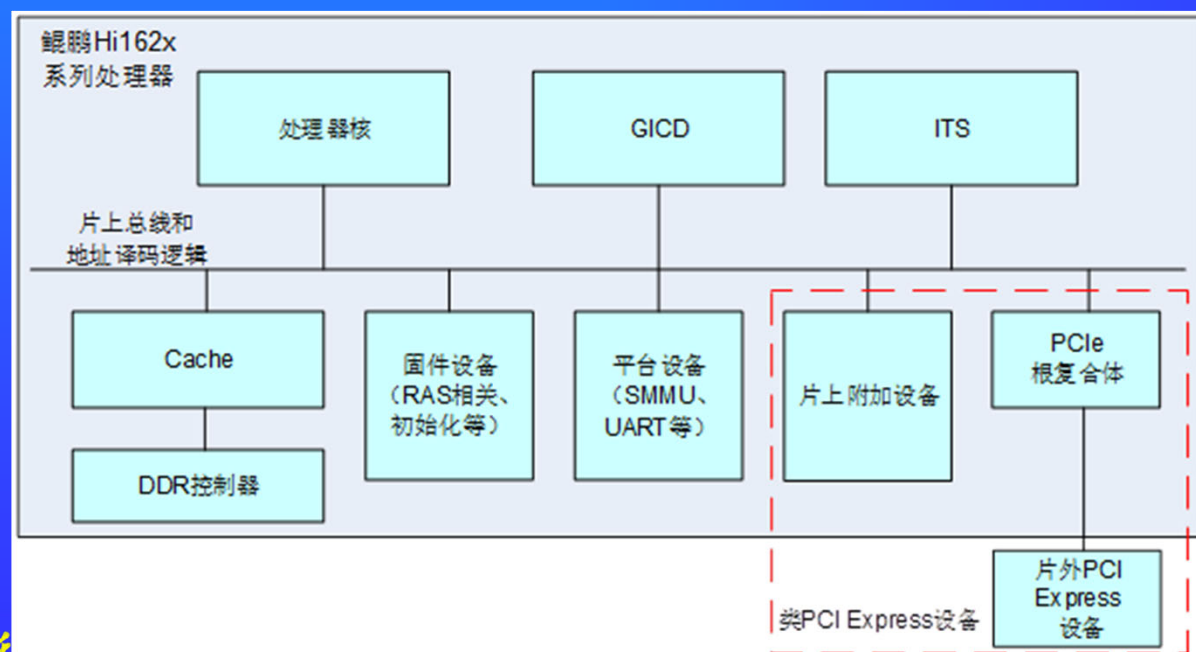 鲲鹏Hi162x
系列处理器
处理器核
GICD
ITS
片上总线和
地址译码逻辑
Cache
固件设备
（RAS相关、
初始化等）
平台设备
（SMMU、
UART等）
片上附加设备
PCIe
根复合体
DDR控制器
片外PCI
Express
设备
类PCI Express设备